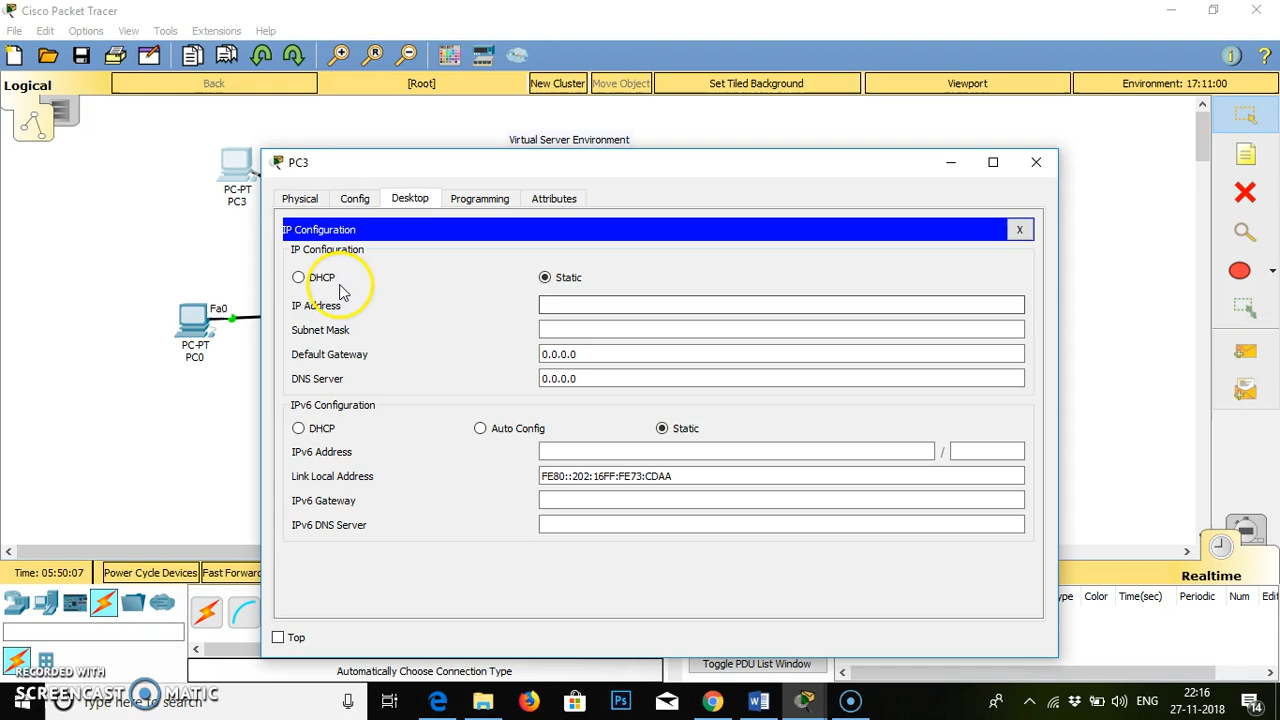 Cisco Packet Tracer
File Edit Options View Tools Extensions Help
Logical Back [Root] New Cluster Move Object Set Tiled Background Viewport Environment: 17:11:00
Virtual Server Environment
PC-PT
PC3
PC3
Physical Config Desktop Programming Attributes
IP Configuration X
IP Configuration
DHCP Static
IP Address
Subnet Mask
Default Gateway 0.0.0.0
DNS Server 0.0.0.0
Fa0
PC-PT
PC0
IPv6 Configuration
DHCP Auto Config Static
IPv6 Address /
Link Local Address FE80::202:16FF:FE73:CDAA
IPv6 Gateway
IPv6 DNS Server
Time: 05:50:07 Power Cycle Devices Fast Forward Realtime
Color Time(sec) Periodic Num Edit
Top
Automatically Choose Connection Type Toggle PDU List Window
RECORDED WITH
SCREENCAST MATIC
Type here to search
Ps
ENG 22:16
27-11-2018
14